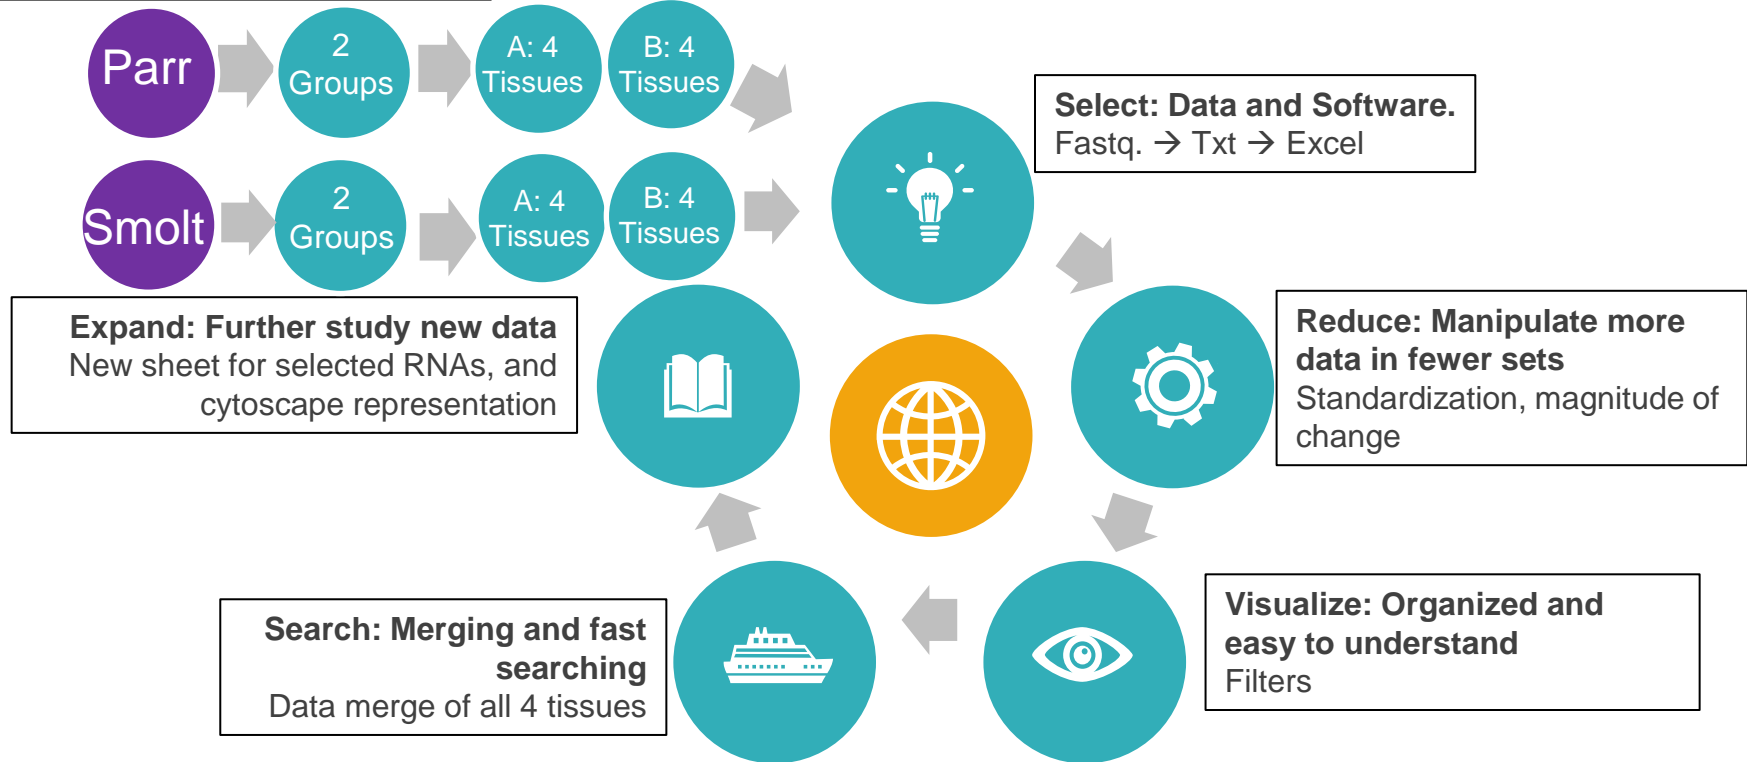 Parr
2
Groups
A: 4
Tissues
B: 4
Tissues
Smolt
2
Groups
A: 4
Tissues
B: 4
Tissues
Select: Data and Software.
Fastq. → Txt → Excel
Reduce: Manipulate more
data in fewer sets
Standardization, magnitude of
change
Visualize: Organized and
easy to understand
Filters
Search: Merging and fast
searching
Data merge of all 4 tissues
Expand: Further study new data
New sheet for selected RNAs, and
cytoscape representation